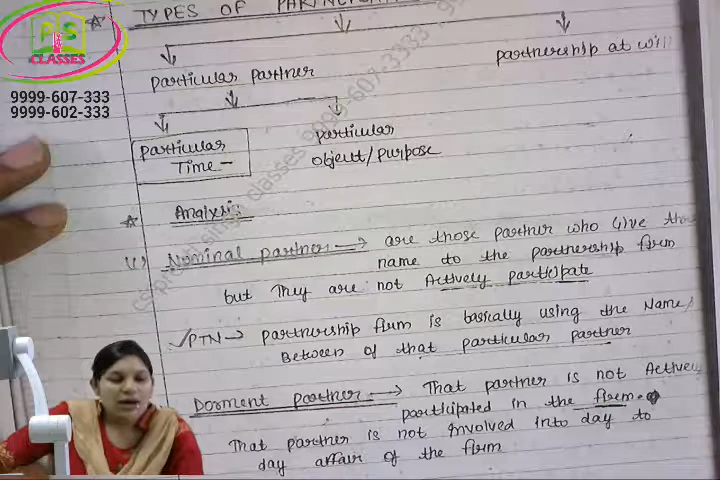 TYPES OF
particular partner
partnership at will
particular
Time-
particular
object/purpose
Analysis:
(1) Nominal partner → are those partner who Give
name to the partnership firm
but They are not Actively participate
PTN → partnership firm is basically using the Name/
Between of that particular partner
Dorment partner → That partner is not Actively
participated in the firm.
That partner is not involved into day to
day affair of the firm
PS
CLASSES
9999-607-333
9999-602-333